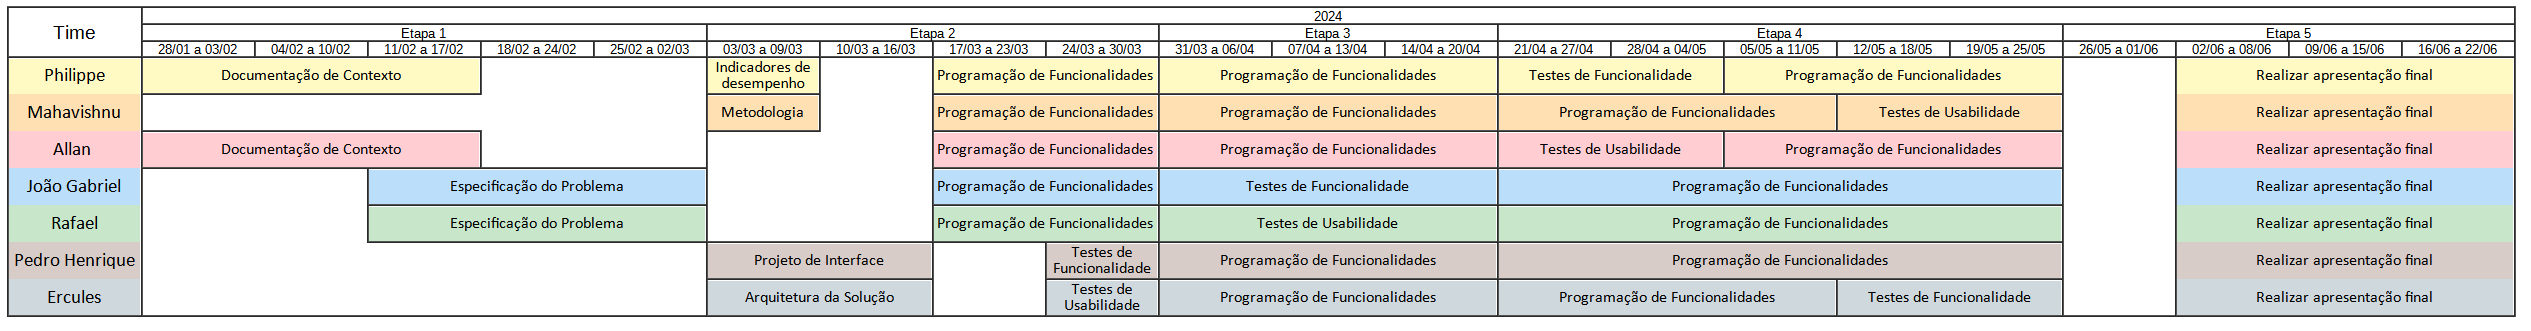 2024
Time
Etapa 1 Etapa 2 Etapa 3 Etapa 4 Etapa 5
28/01 a 03/02 04/02 a 10/02 11/02 a 17/02 18/02 a 24/02 25/02 a 02/03 03/03 a 09/03 10/03 a 16/03 17/03 a 23/03 24/03 a 30/03 31/03 a 06/04 07/04 a 13/04 14/04 a 20/04 21/04 a 27/04 28/04 a 04/05 05/05 a 11/05 12/05 a 18/05 19/05 a 25/05 26/05 a 01/06 02/06 a 08/06 09/06 a 15/06 16/06 a 22/06
Philippe Documentação de Contexto Indicadores de desempenho Programação de Funcionalidades Programação de Funcionalidades Testes de Funcionalidade Programação de Funcionalidades Realizar apresentação final
Mahavishnu Metodologia Programação de Funcionalidades Programação de Funcionalidades Programação de Funcionalidades Testes de Usabilidade Realizar apresentação final
Allan Documentação de Contexto Programação de Funcionalidades Programação de Funcionalidades Testes de Usabilidade Programação de Funcionalidades Realizar apresentação final
João Gabriel Especificação do Problema Programação de Funcionalidades Testes de Funcionalidade Programação de Funcionalidades Realizar apresentação final
Rafael Especificação do Problema Programação de Funcionalidades Testes de Usabilidade Programação de Funcionalidades Realizar apresentação final
Pedro Henrique Projeto de Interface Testes de Funcionalidade Programação de Funcionalidades Programação de Funcionalidades Realizar apresentação final
Ercules Arquitetura da Solução Testes de Usabilidade Programação de Funcionalidades Programação de Funcionalidades Testes de Funcionalidade Realizar apresentação final